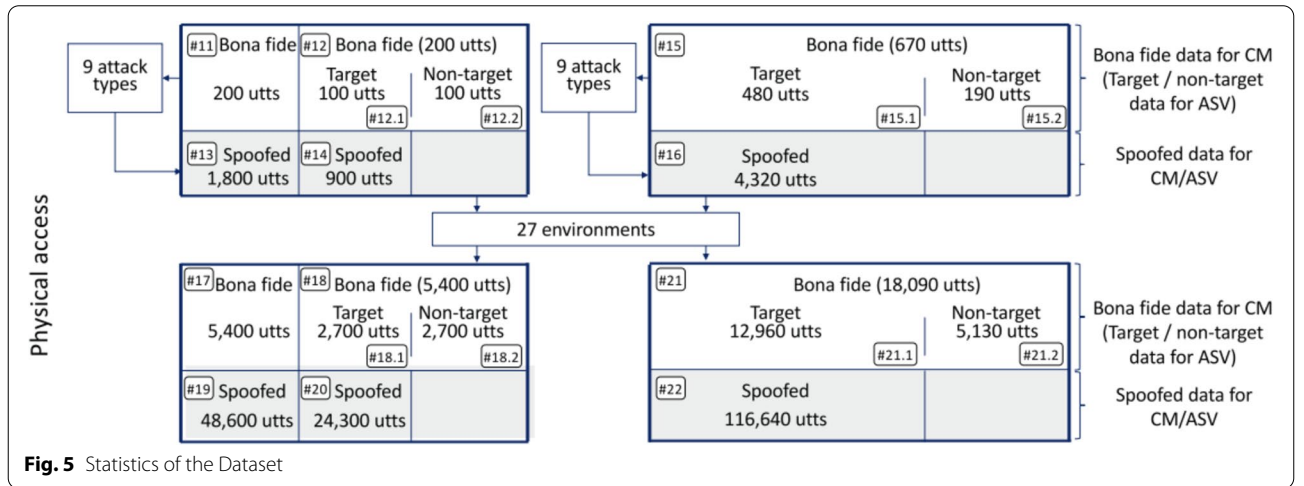 Physical access
9 attack
types
#11 Bona fide
200 utts
#12 Bona fide (200 utts)
Target
100 utts
#12.1
Non-target
100 utts
#12.2
#13 Spoofed
1,800 utts
#14 Spoofed
900 utts
9 attack
types
#15
Bona fide (670 utts)
Target
480 utts
#15.1
Non-target
190 utts
#15.2
#16
Spoofed
4,320 utts
Bona fide data for CM
(Target / non-target
data for ASV)
Spoofed data for
CM/ASV
27 environments
#17 Bona fide
5,400 utts
#18 Bona fide (5,400 utts)
Target
2,700 utts
#18.1
Non-target
2,700 utts
#18.2
#19 Spoofed
48,600 utts
#20 Spoofed
24,300 utts
#21
Bona fide (18,090 utts)
Target
12,960 utts
#21.1
Non-target
5,130 utts
#21.2
#22
Spoofed
116,640 utts
Bona fide data for CM
(Target / non-target
data for ASV)
Spoofed data for
CM/ASV
Fig. 5 Statistics of the Dataset